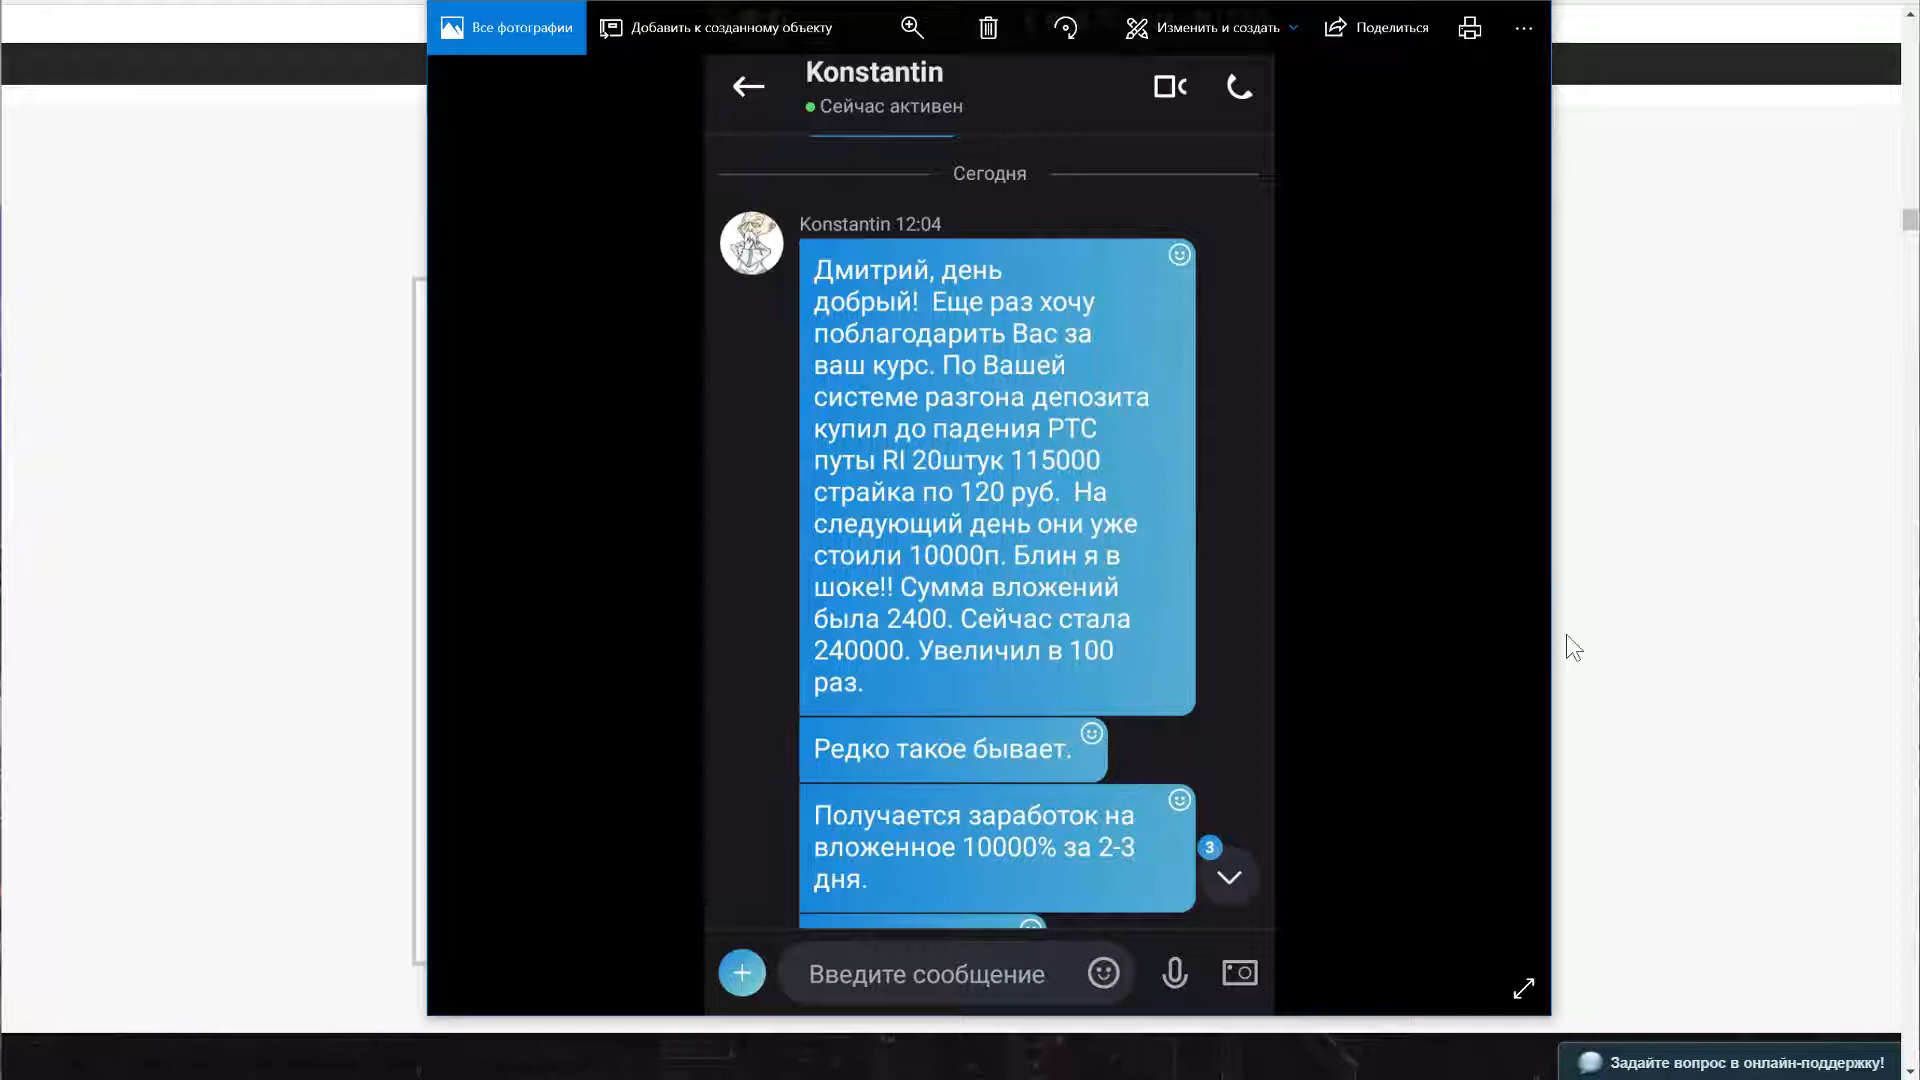 Все фотографии
Добавить к созданному объекту
Изменить и создать
Поделиться
Konstantin
Сейчас активен
Сегодня
Konstantin 12:04
Дмитрий, день
добрый!  Еще раз хочу
поблагодарить Вас за
ваш курс. По Вашей
системе разгона депозита
купил до падения РТС
путы RI 20штук 115000
страйка по 120 руб.  На
следующий день они уже
стоили 10000п. Блин я в
шоке!! Сумма вложений
была 2400. Сейчас стала
240000. Увеличил в 100
раз.
Редко такое бывает.
Получается заработок на
вложенное 10000% за 2-3
дня.
3
Введите сообщение
Задайте вопрос в онлайн-поддержку!